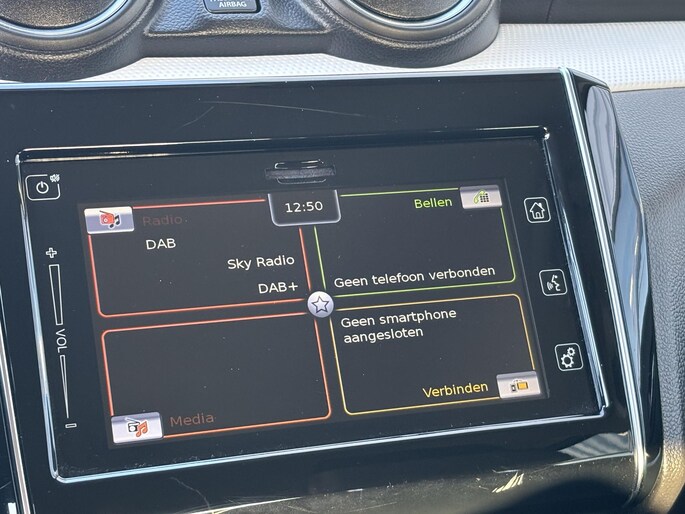 AIRBAG
12:50
Radio
DAB
Sky Radio
DAB+
Bellen
Geen telefoon verbonden
Media
Geen smartphone
aangesloten
Verbinden
VOL